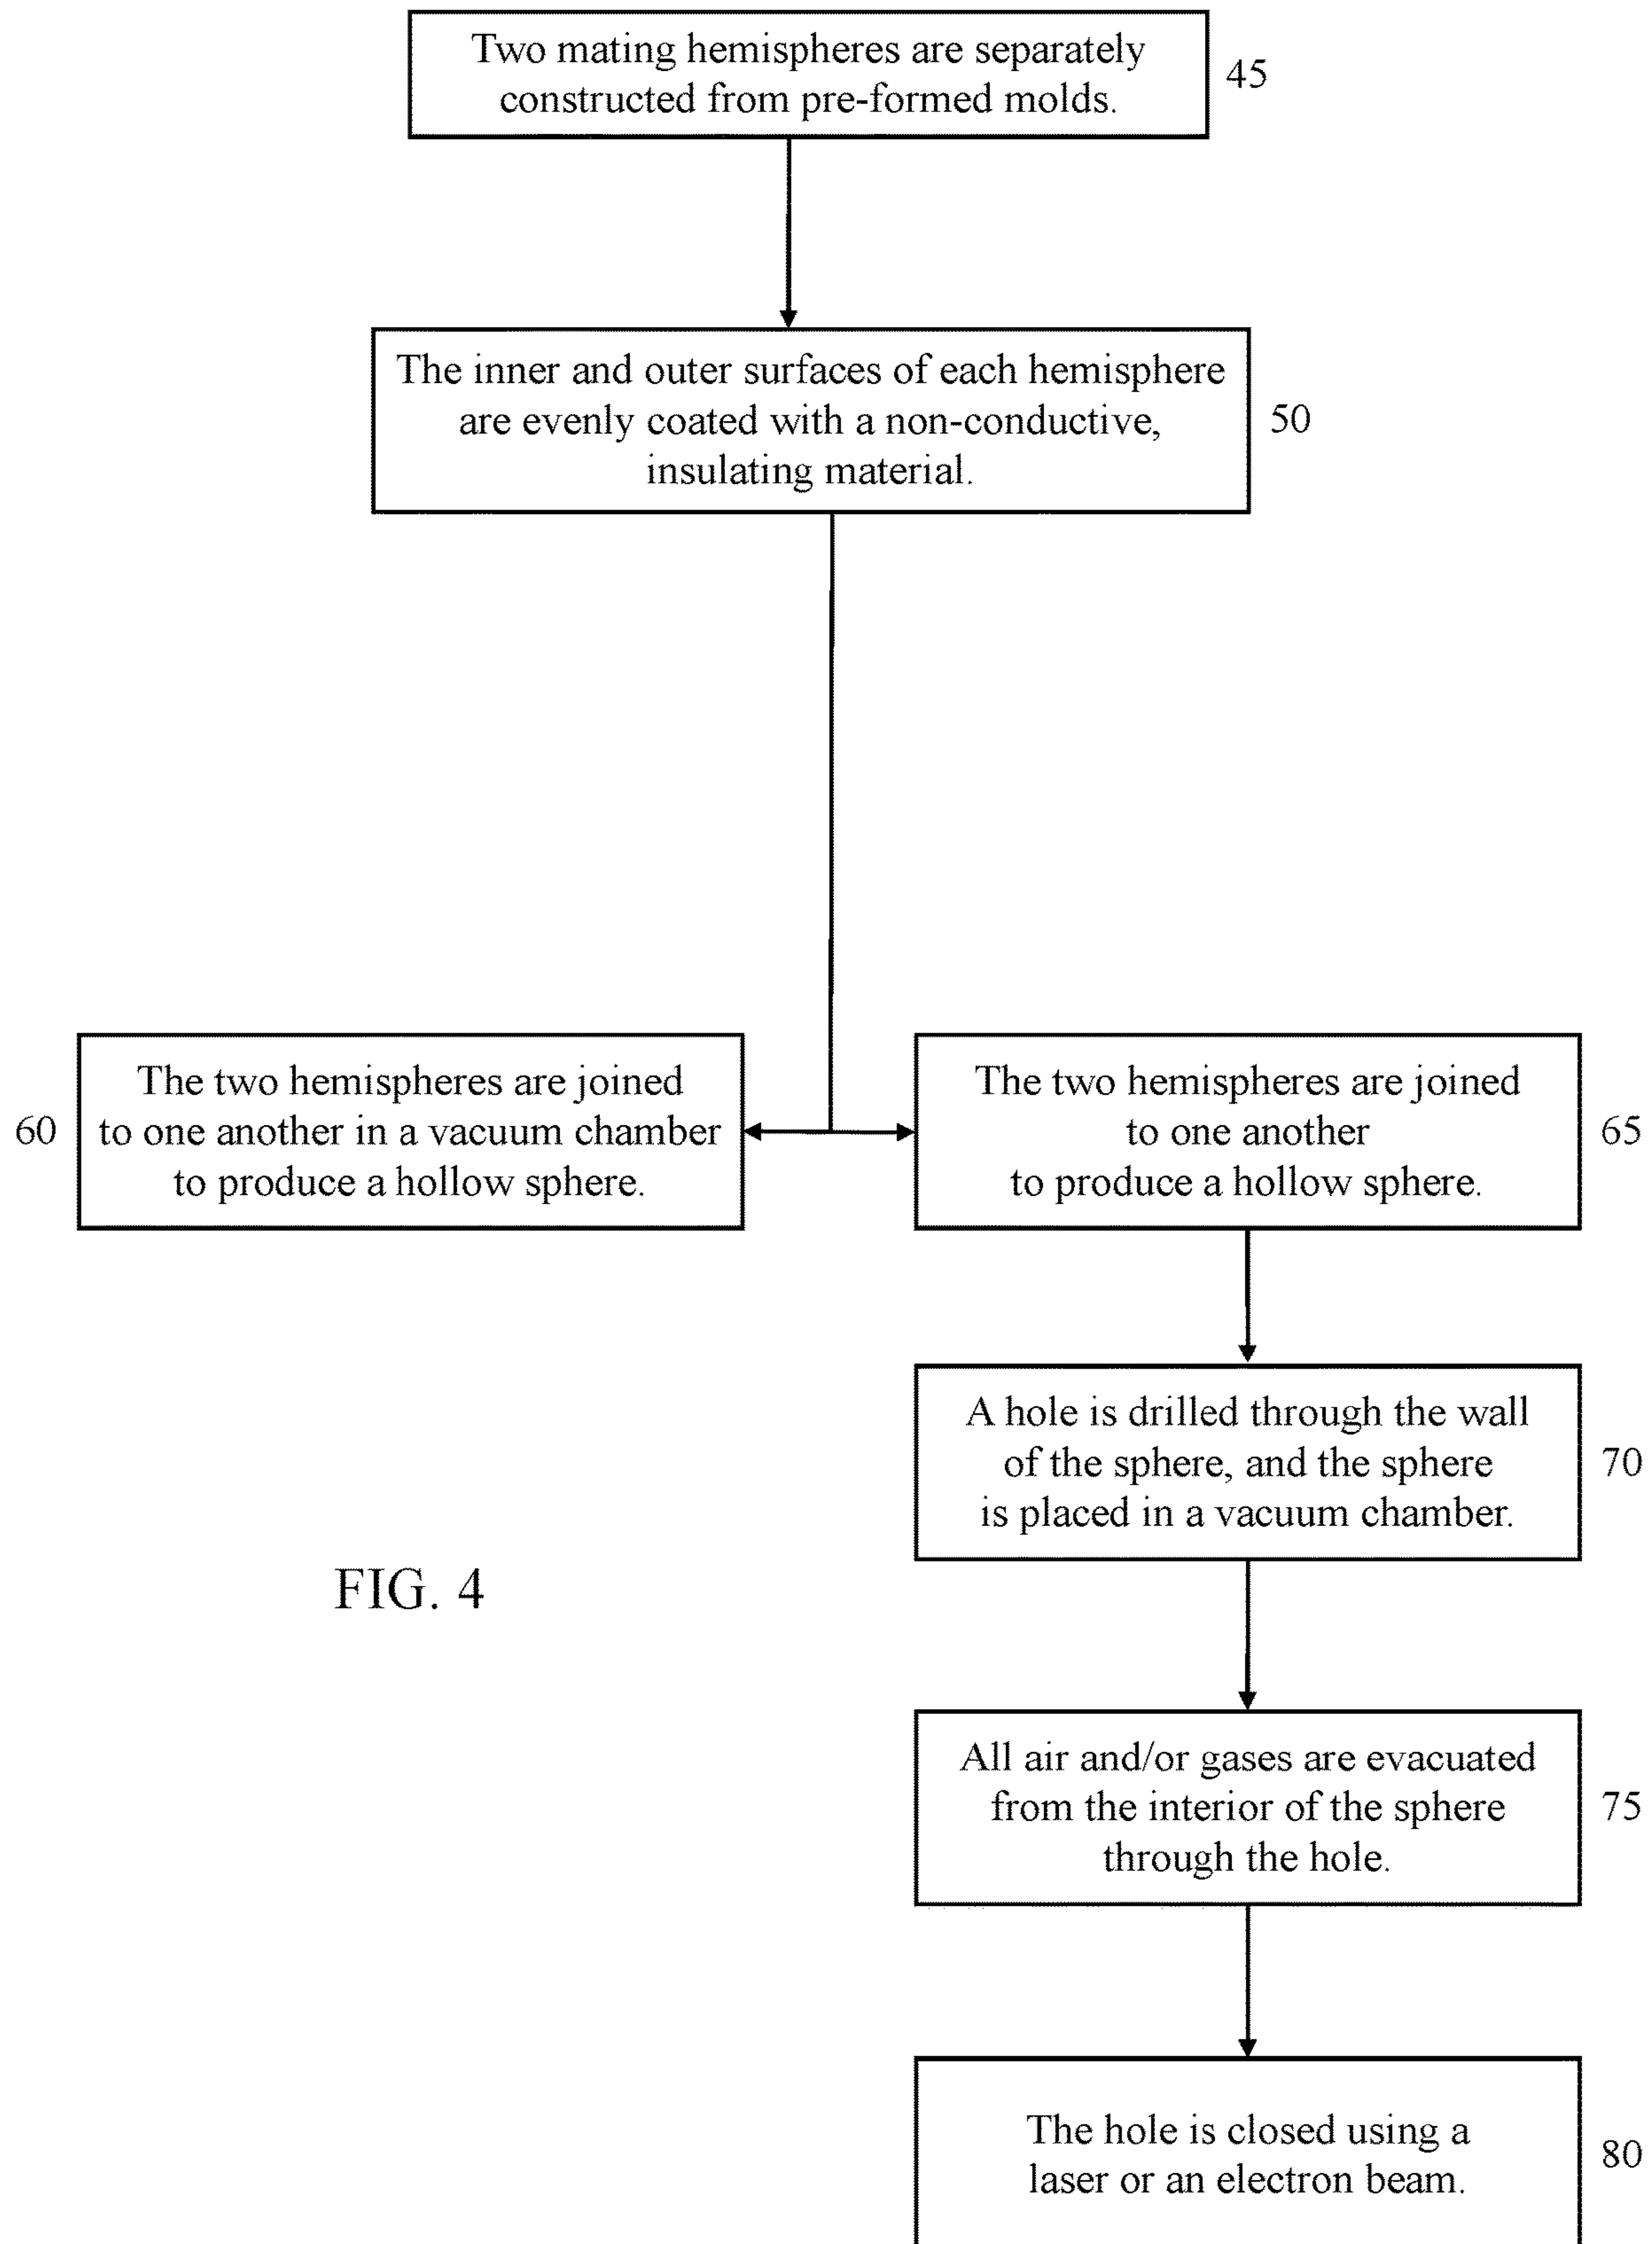 Two mating hemispheres are separately
constructed from pre-formed molds.
45
The inner and outer surfaces of each hemisphere
are evenly coated with a non-conductive,
insulating material.
50
60
The two hemispheres are joined
to one another in a vacuum chamber
to produce a hollow sphere.
The two hemispheres are joined
to one another
to produce a hollow sphere.
65
A hole is drilled through the wall
of the sphere, and the sphere
is placed in a vacuum chamber.
70
FIG. 4
All air and/or gases are evacuated
from the interior of the sphere
through the hole.
75
The hole is closed using a
laser or an electron beam.
80